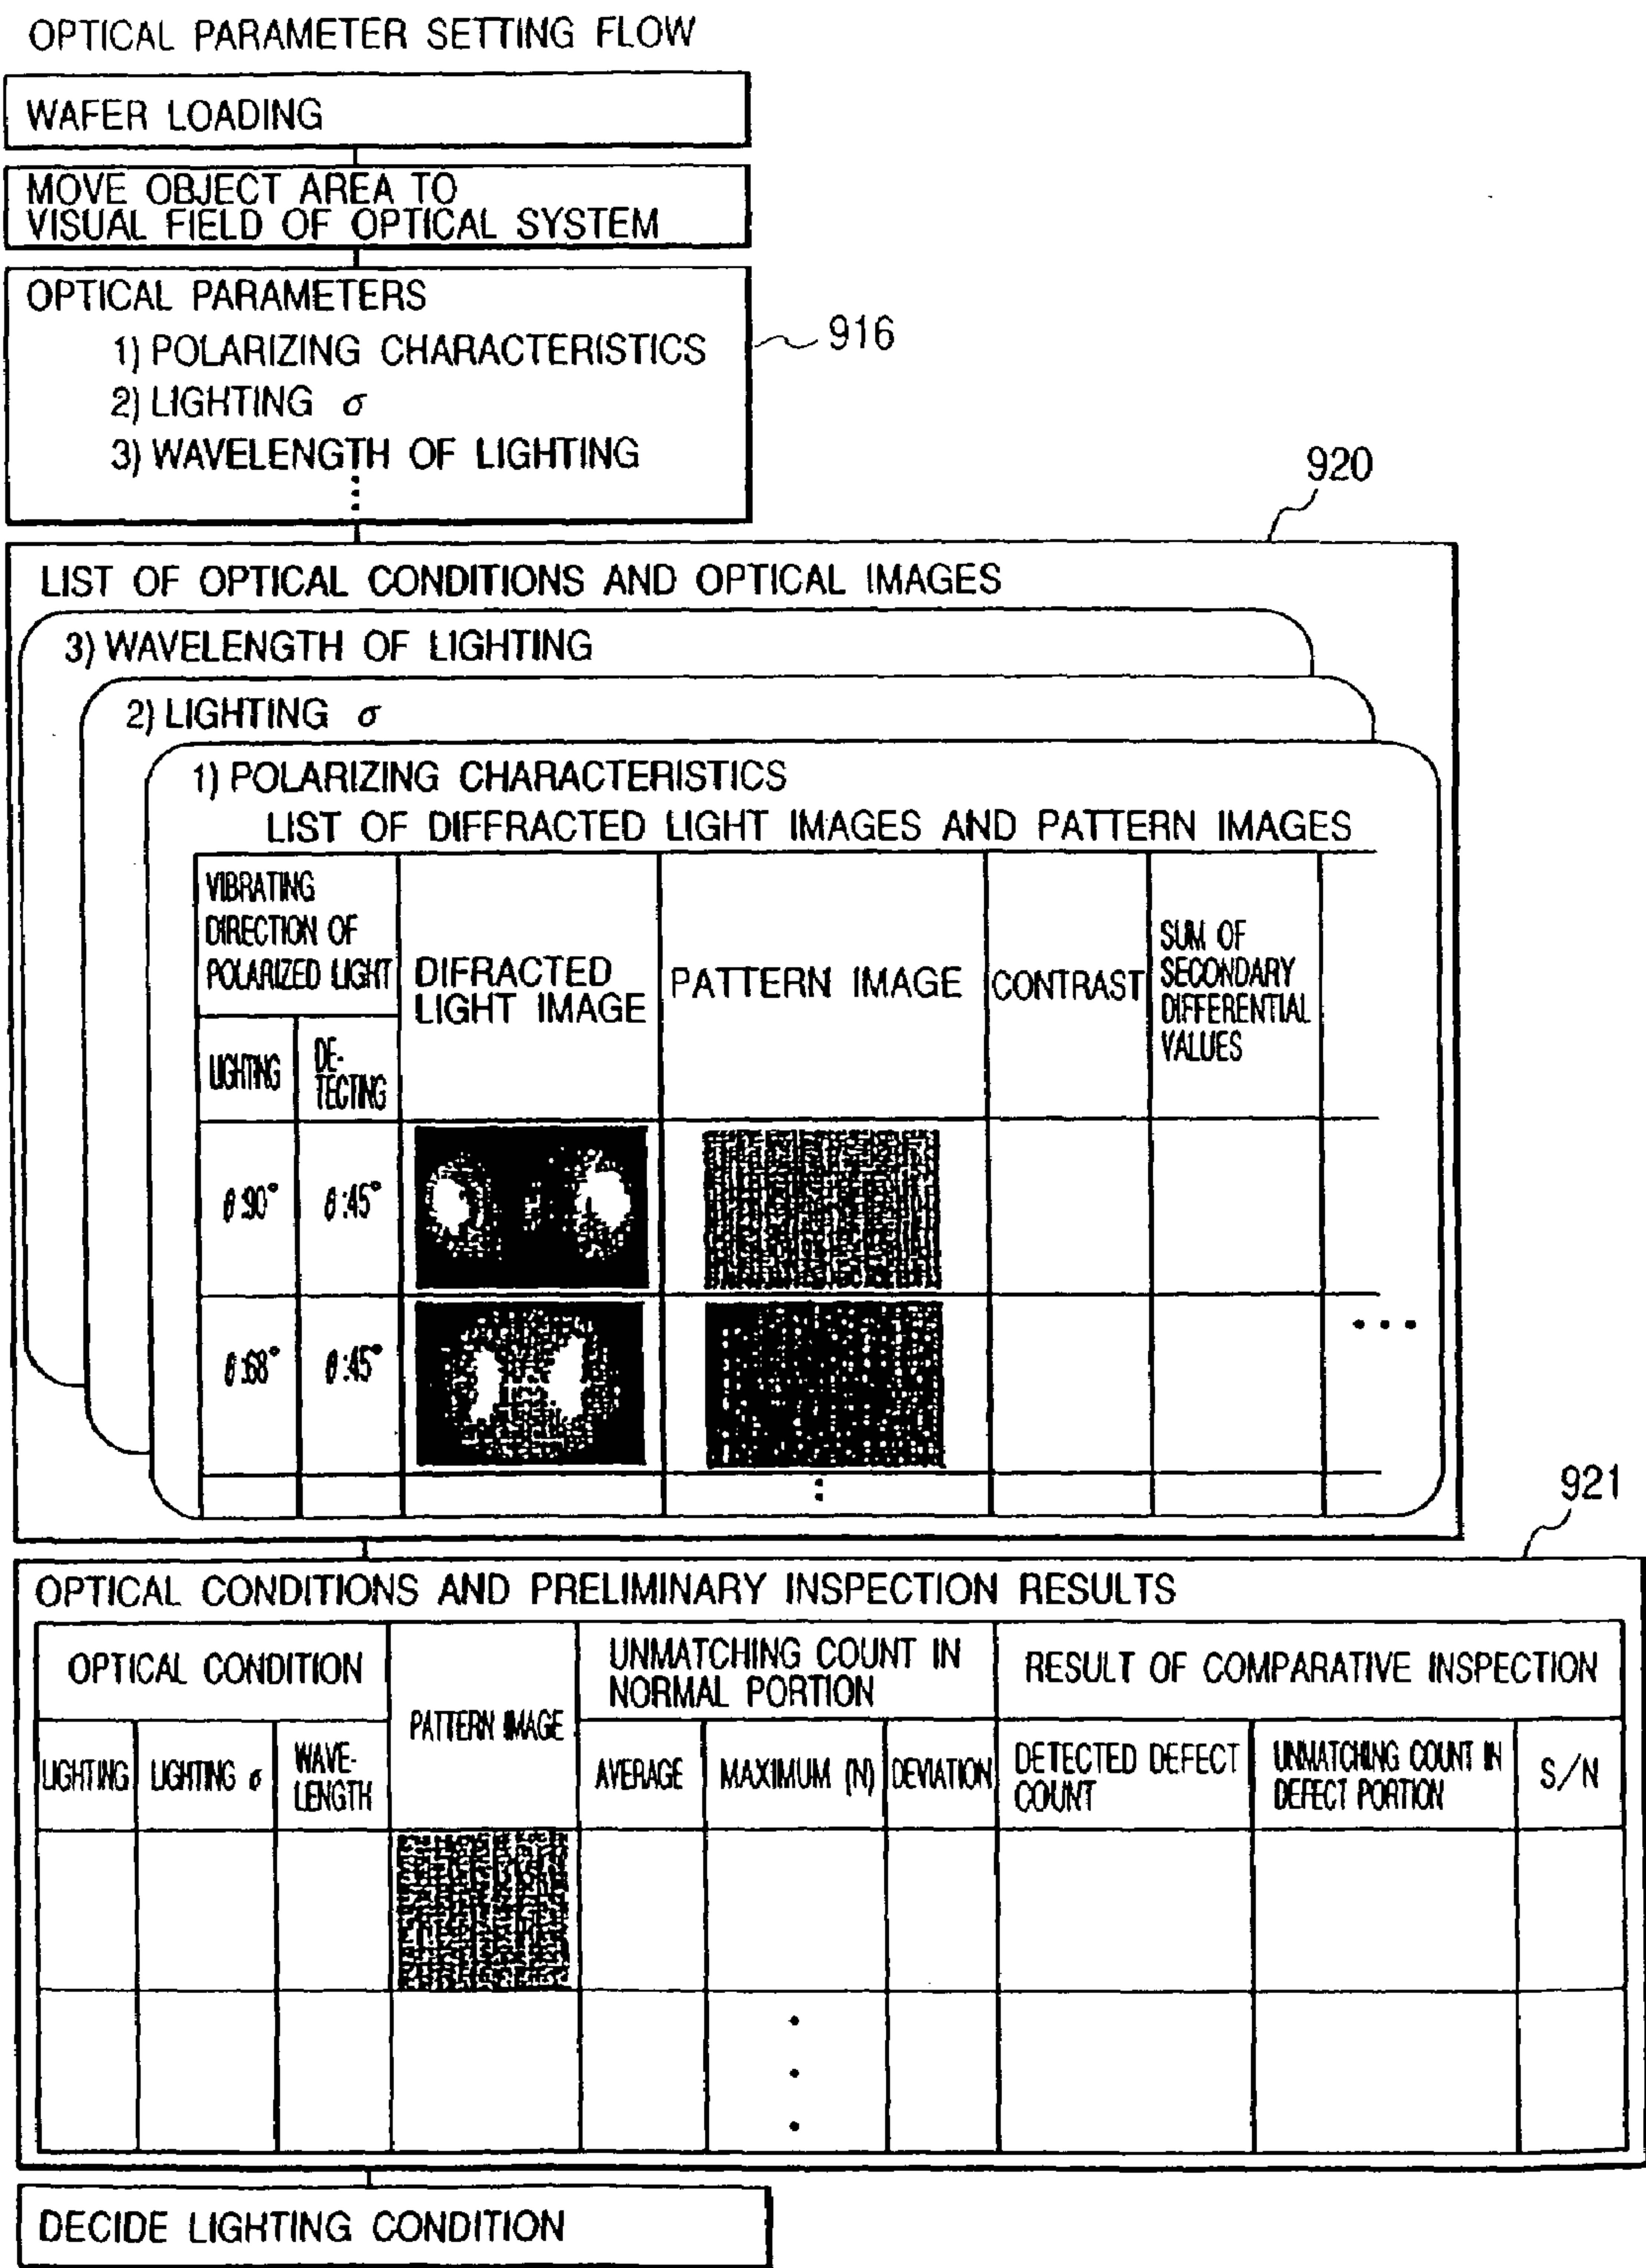 OPTICAL PARAMETER SETTING FLOW
WAFER LOADING
MOVE OBJECT AREA TO
VISUAL FIELD OF OPTICAL SYSTEM
OPTICAL PARAMETERS
1) POLARIZING CHARACTERISTICS
2) LIGHTING σ
3) WAVELENGTH OF LIGHTING
916
920
LIST OF OPTICAL CONDITIONS AND OPTICAL IMAGES
3) WAVELENGTH OF LIGHTING
2) LIGHTING σ
1) POLARIZING CHARACTERISTICS
LIST OF DIFFRACTED LIGHT IMAGES AND PATTERN IMAGES
VIBRATING
DIRECTION OF
POLARIZED LIGHT
LIGHTING
DE-
TECTING
DIFRACTED
LIGHT IMAGE
PATTERN IMAGE
CONTRAST
SUM OF
SECONDARY
DIFFERENTIAL
VALUES
θ:90°
θ:45°
θ:68°
θ:45°
921
OPTICAL CONDITIONS AND PRELIMINARY INSPECTION RESULTS
OPTICAL CONDITION
LIGHTING
LIGHTING σ
WAVE-
LENGTH
PATTERN IMAGE
UNMATCHING COUNT IN
NORMAL PORTION
AVERAGE
MAXIMUM (N)
DEVIATION
RESULT OF COMPARATIVE INSPECTION
DETECTED DEFECT
COUNT
UNMATCHING COUNT IN
DEFECT PORTION
S/N
DECIDE LIGHTING CONDITION